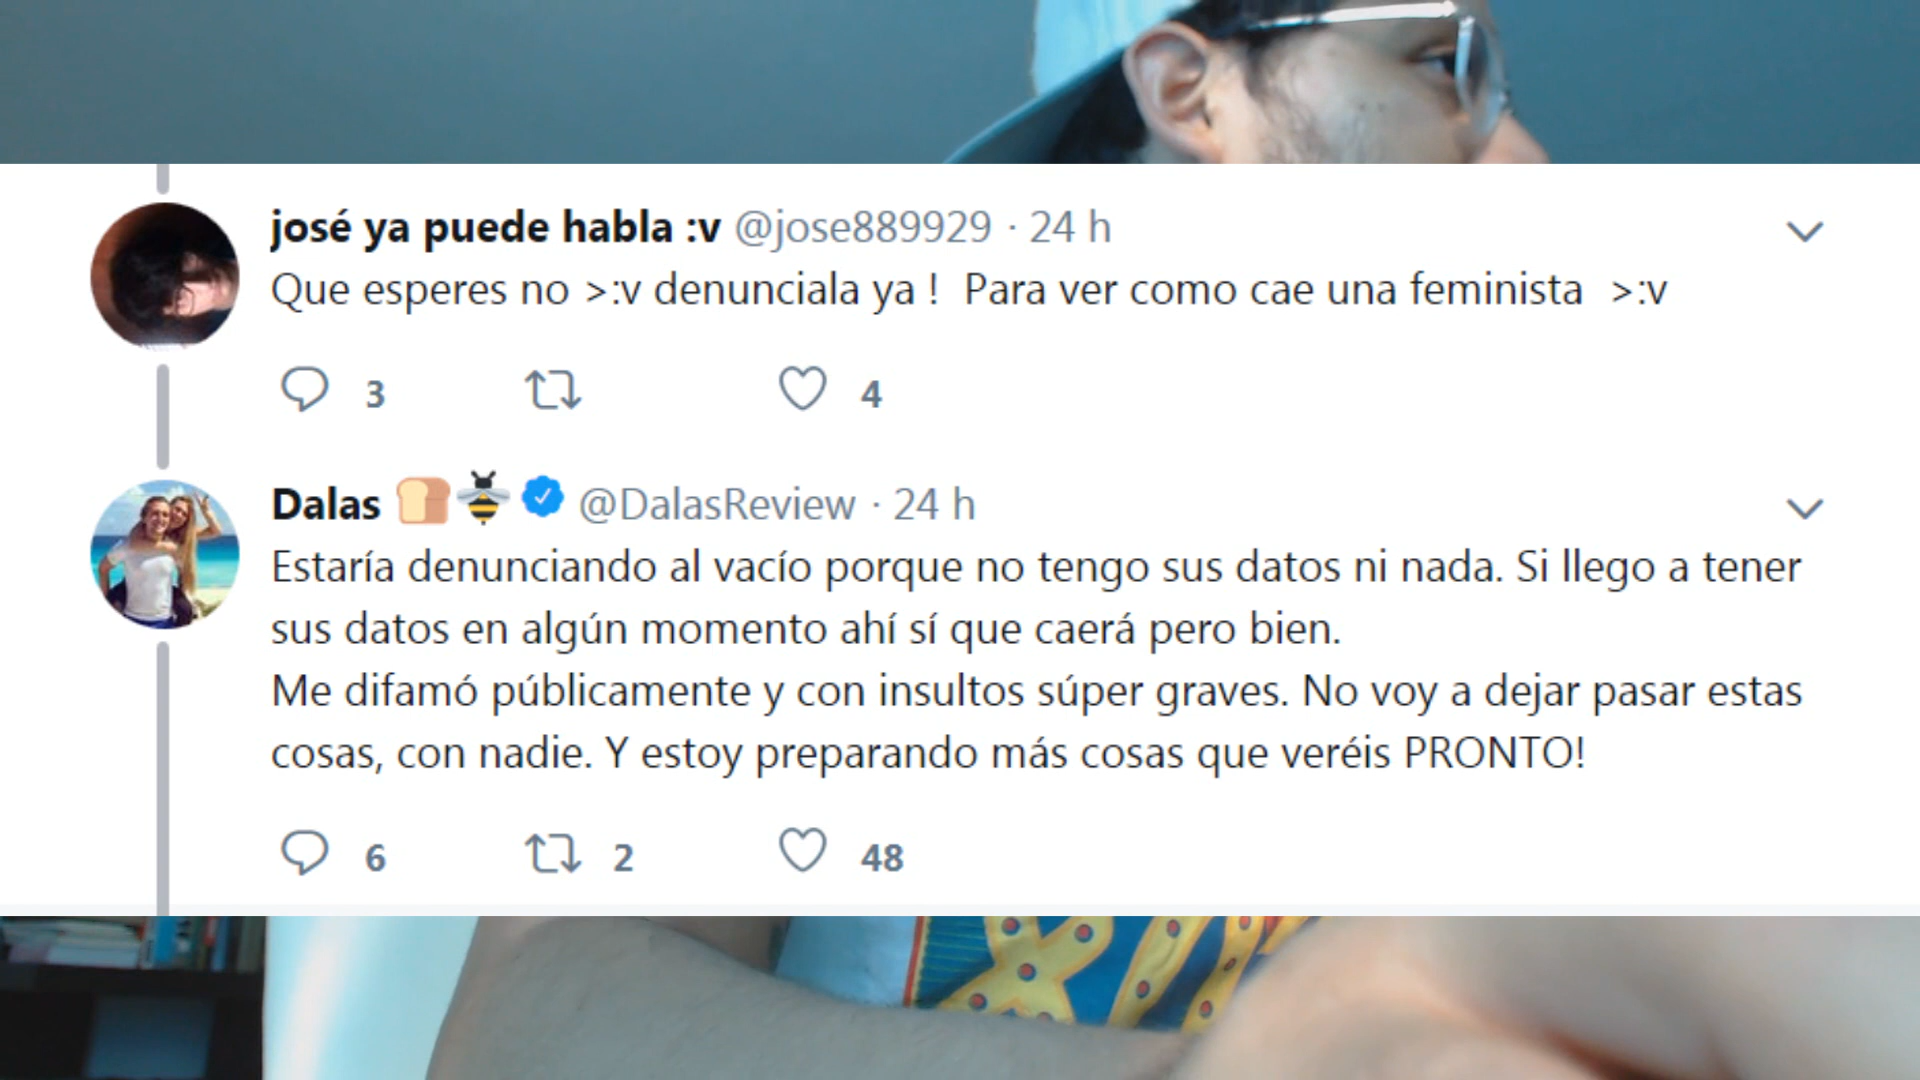 josé ya puede habla :v @jose889929 · 24 h
Que esperes no >:v denunciala ya ! Para ver como cae una feminista >:v
3 4
Dalas 🍞🐝 @DalasReview · 24 h
Estaría denunciando al vacío porque no tengo sus datos ni nada. Si llego a tener
sus datos en algún momento ahí sí que caerá pero bien.
Me difamó públicamente y con insultos súper graves. No voy a dejar pasar estas
cosas, con nadie. Y estoy preparando más cosas que veréis PRONTO!
6 2 48